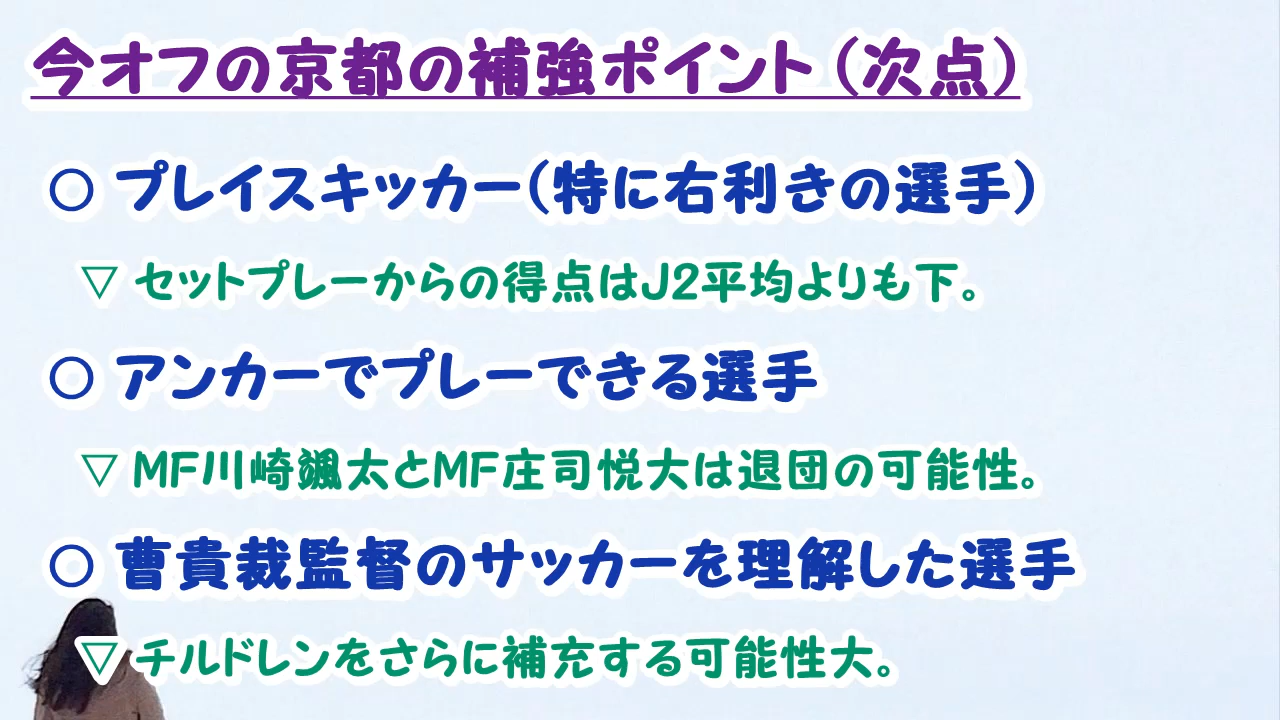 今オフの京都の補強ポイント（次点）
○ プレイスキッカー（特に右利きの選手）
▽ セットプレーからの得点はJ2平均よりも下。
○ アンカーでプレーできる選手
▽ MF川崎颯太とMF庄司悦大は退団の可能性。
○ 曹貴裁監督のサッカーを理解した選手
▽ チルドレンをさらに補充する可能性大。